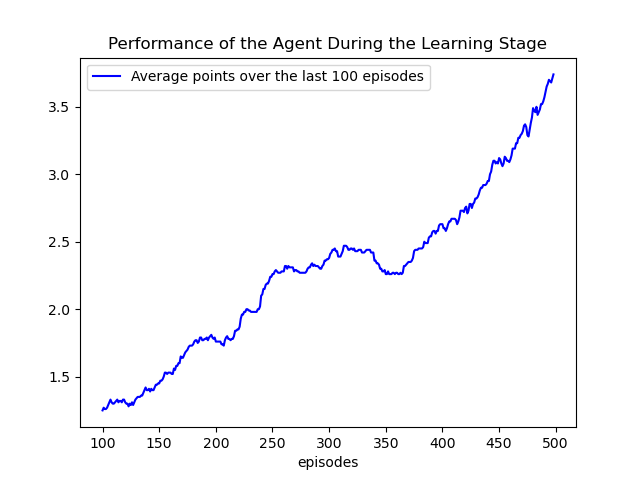 Performance of the Agent During the Learning Stage
Average points over the last 100 episodes
3.5
3.0
2.5
2.0
1.5
100 150 200 250 300 350 400 450 500
episodes